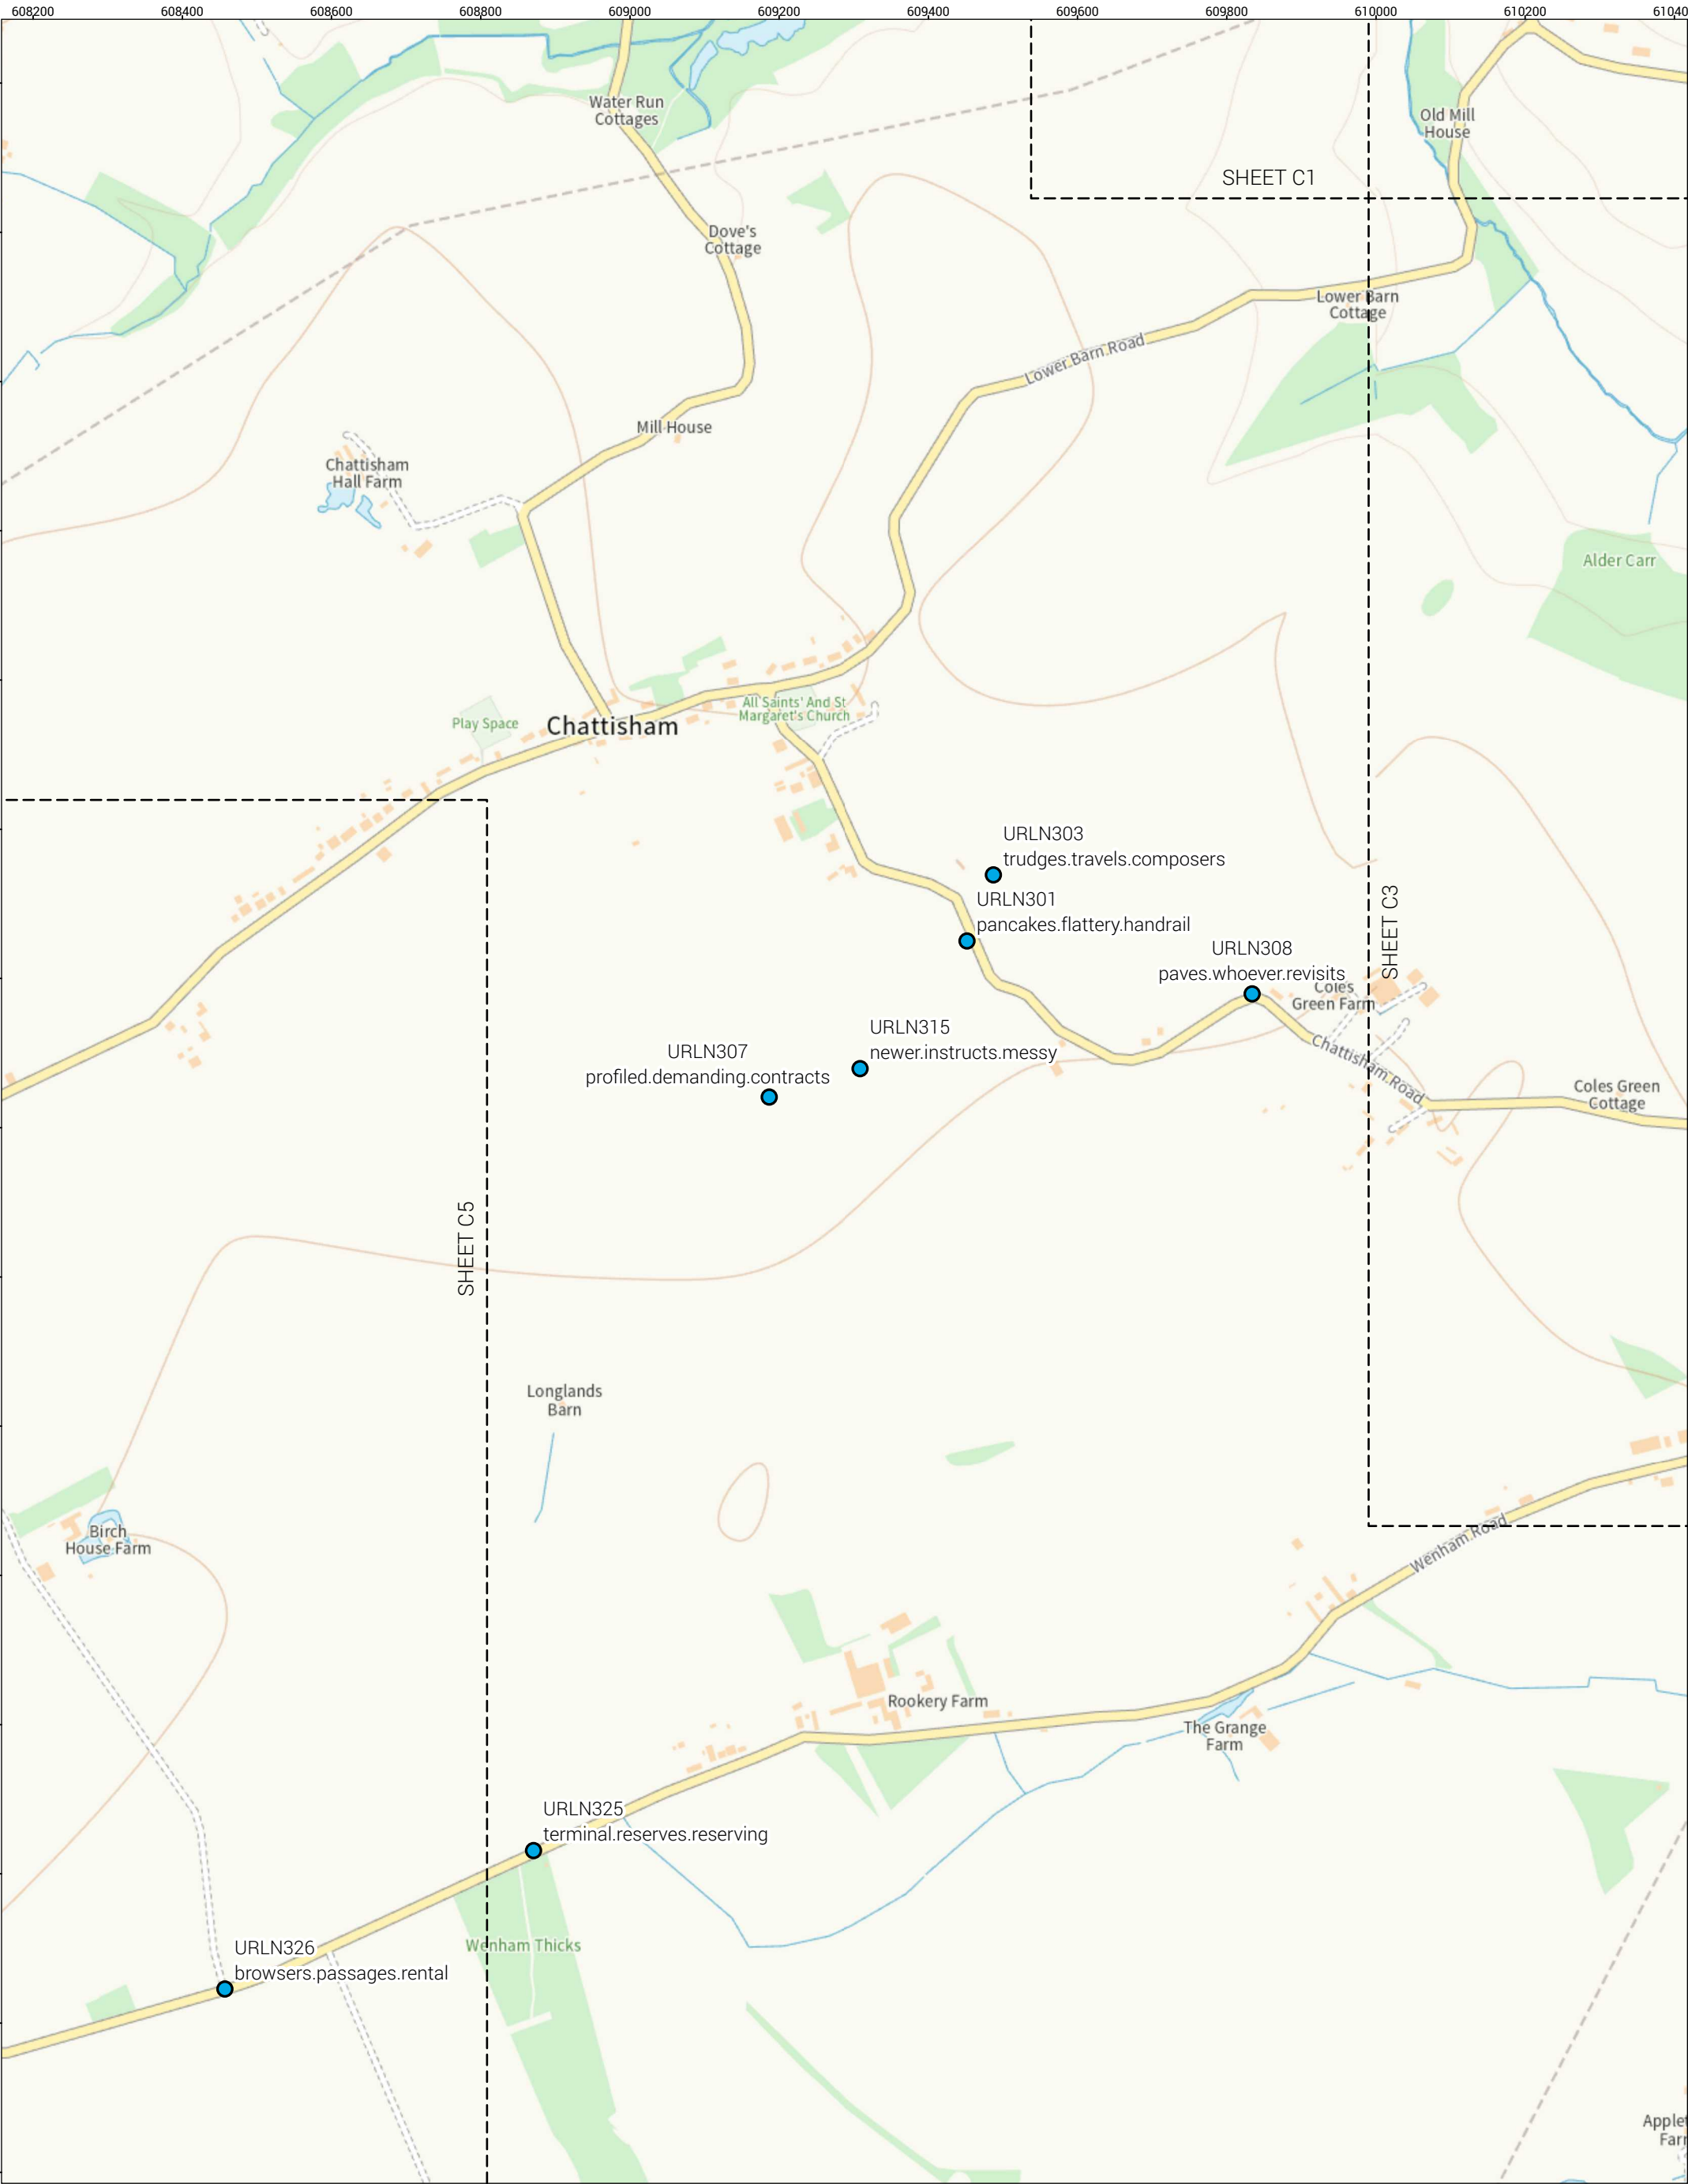 608200 608400 608600 608800 609000 609200 609400 609600 609800 610000 610200 61040
Water Run
Cottages
Old Mill
House
SHEET C1
Dove's
Cottage
Lower Barn
Cottage
Lower Barn Road
Mill House
Chattisham
Hall Farm
Alder Carr
All Saints' And St
Margaret's Church
Play Space
Chattisham
URLN303
trudges.travels.composers
URLN301
pancakes.flattery.handrail
SHEET C3
URLN308
paves.whoever.revisits
Coles
Green Farm
URLN315
newer.instructs.messy
URLN307
profiled.demanding.contracts
Chattisham Road
Coles Green
Cottage
SHEET C5
Longlands
Barn
Birch
House Farm
Wenham Road
Rookery Farm
The Grange
Farm
URLN325
terminal.reserves.reserving
Wenham Thicks
URLN326
browsers.passages.rental
Applet
Farr